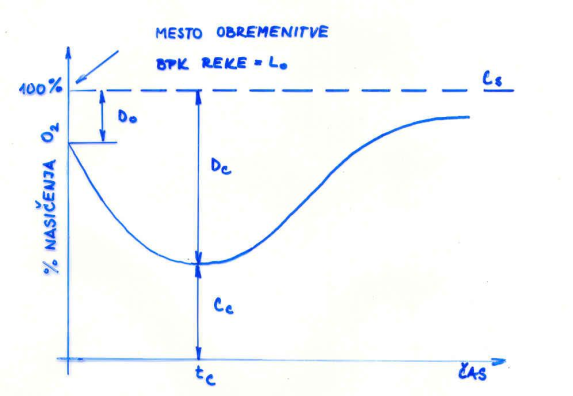 MESTO OBREMENITVE
BPK REKE = L₀
100%
Cs
D₀
% NASIČENJA O₂
Dc
Cc
tc
ČAS